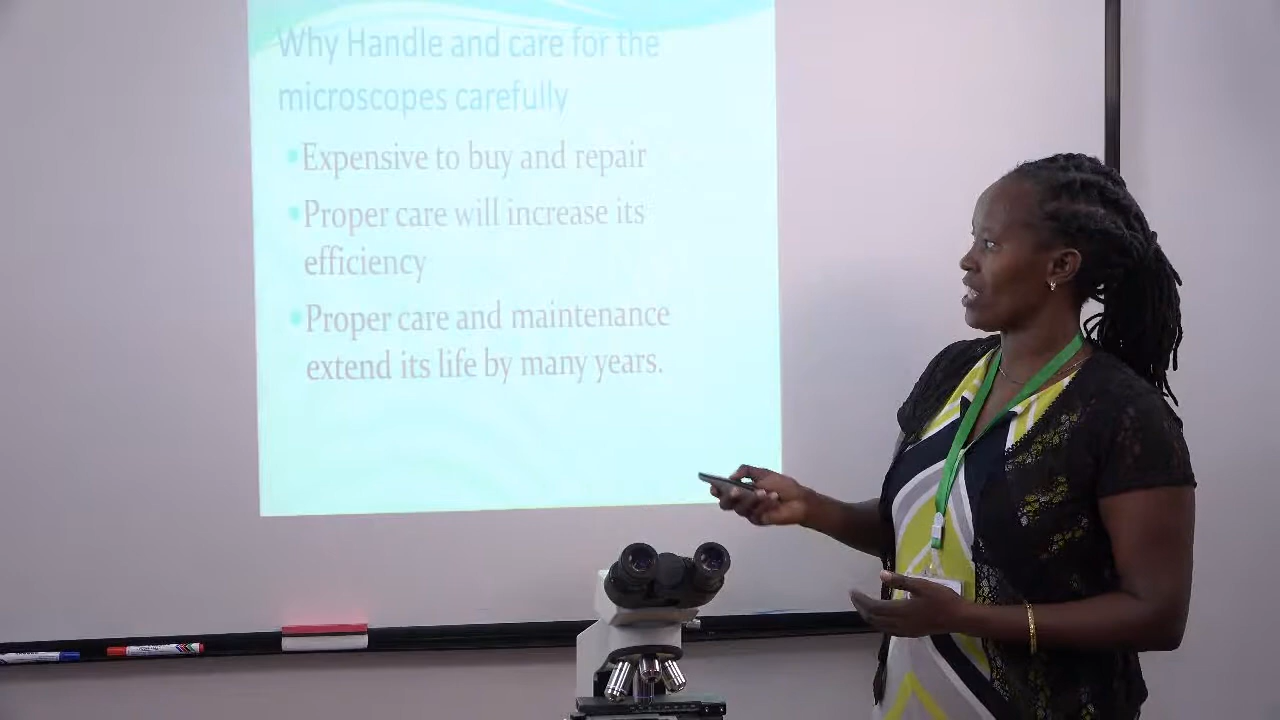 Why Handle and care for the
microscopes carefully
•Expensive to buy and repair
•Proper care will increase its
efficiency
•Proper care and maintenance
extend its life by many years.